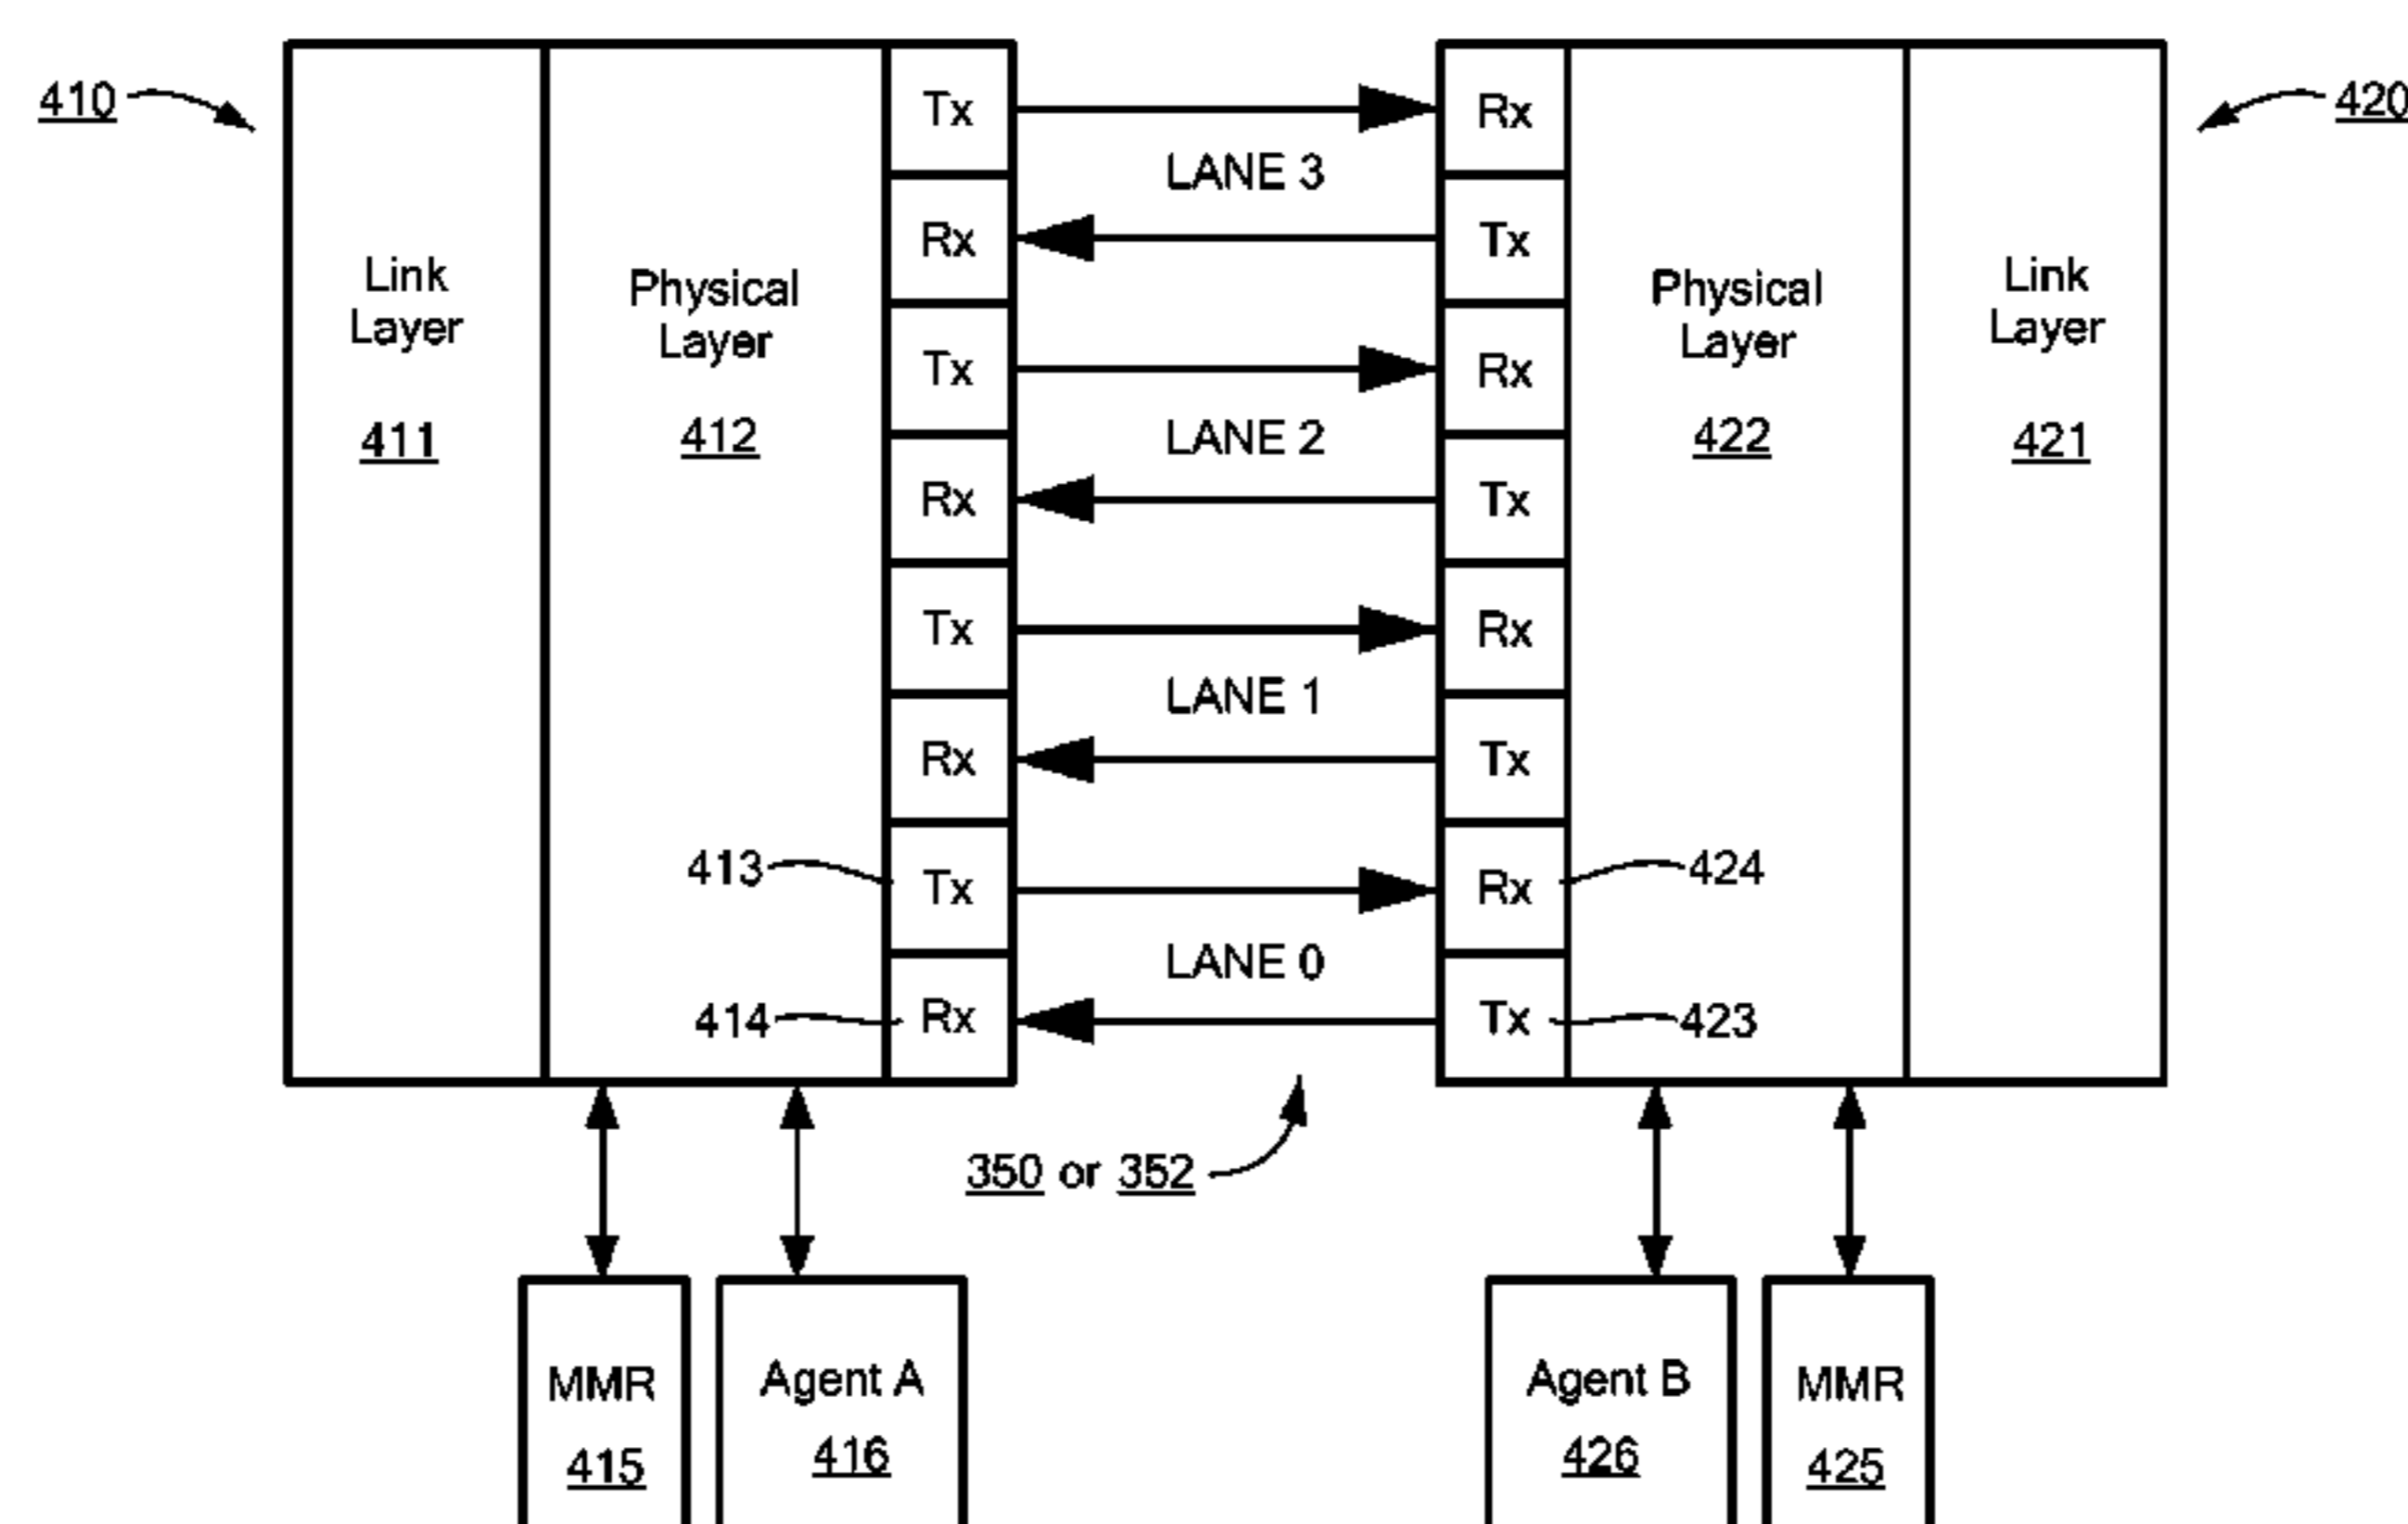 410
420
Tx
Rx
LANE 3
Rx
Tx
Link
Layer
411
Physical
Layer
412
Physical
Layer
422
Link
Layer
421
Tx
Rx
LANE 2
Rx
Tx
Tx
Rx
LANE 1
Rx
Tx
413
Tx
Rx
424
LANE 0
414
Rx
Tx
423
350 or 352
MMR
415
Agent A
416
Agent B
426
MMR
425